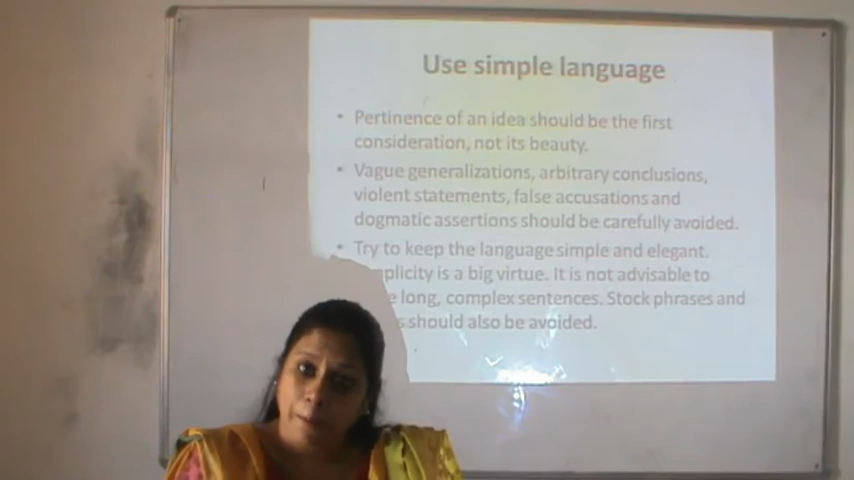 Use simple language
• Pertinence of an idea should be the first
consideration, not its beauty.
• Vague generalizations, arbitrary conclusions,
violent statements, false accusations and
dogmatic assertions should be carefully avoided.
• Try to keep the language simple and elegant.
is a big virtue. It is not advisable to
long, complex sentences. Stock phrases and
should also be avoided.